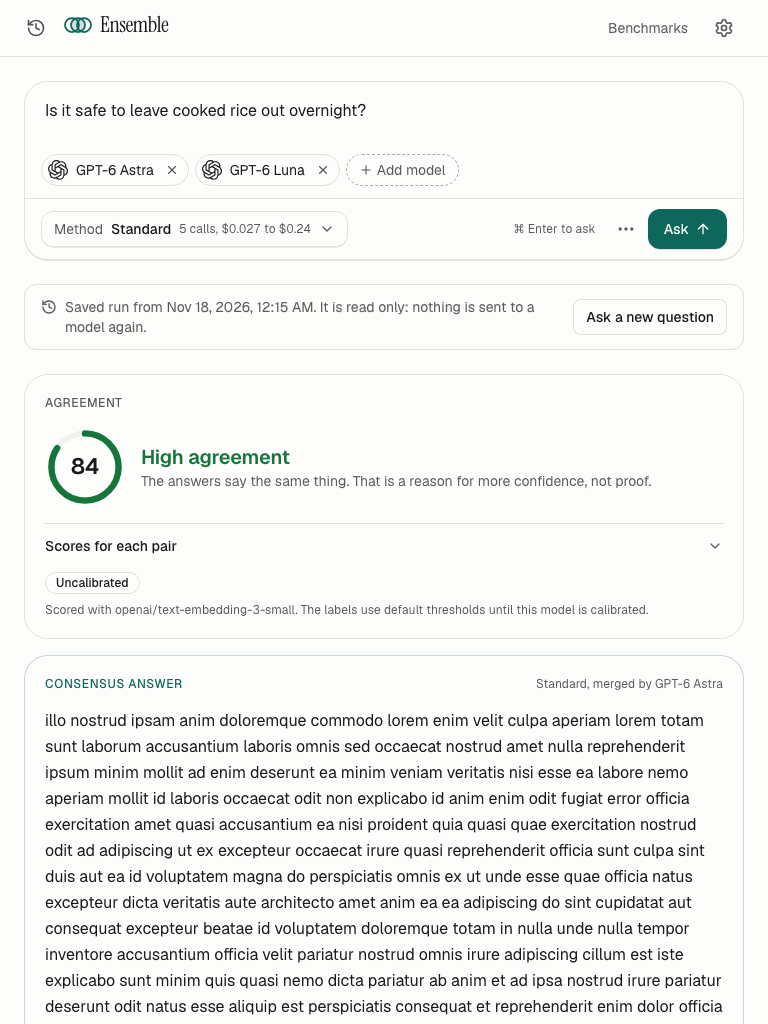 Ensemble
Benchmarks
Is it safe to leave cooked rice out overnight?
GPT-6 Astra
GPT-6 Luna
Add model
Method Standard 5 calls, $0.027 to $0.24
⌘ Enter to ask
Ask
Saved run from Nov 18, 2026, 12:15 AM. It is read only: nothing is sent to a
model again.
Ask a new question
AGREEMENT
84
High agreement
The answers say the same thing. That is a reason for more confidence, not proof.
Scores for each pair
Uncalibrated
Scored with openai/text-embedding-3-small. The labels use default thresholds until this model is calibrated.
CONSENSUS ANSWER
Standard, merged by GPT-6 Astra
illo nostrud ipsam anim doloremque commodo lorem enim velit culpa aperiam lorem totam
sunt laborum accusantium laboris omnis sed occaecat nostrud amet nulla reprehenderit
ipsum minim mollit ad enim deserunt ea minim veniam veritatis nisi esse ea labore nemo
aperiam mollit id laboris occaecat odit non explicabo id anim enim odit fugiat error officia
exercitation amet quasi accusantium ea nisi proident quia quasi quae exercitation nostrud
odit ad adipiscing ut ex excepteur occaecat irure quasi reprehenderit officia sunt culpa sint
duis aut ea id voluptatem magna do perspiciatis omnis ex ut unde esse quae officia natus
excepteur dicta veritatis aute architecto amet anim ea ea adipiscing do sint cupidatat aut
consequat excepteur beatae id voluptatem doloremque totam in nulla unde nulla tempor
inventore accusantium officia velit pariatur nostrud omnis irure adipiscing cillum est iste
explicabo sunt minim quis quasi nemo dicta pariatur ab anim et ad ipsa nostrud irure pariatur
deserunt odit natus esse aliquip est perspiciatis consequat et reprehenderit enim dolor officia